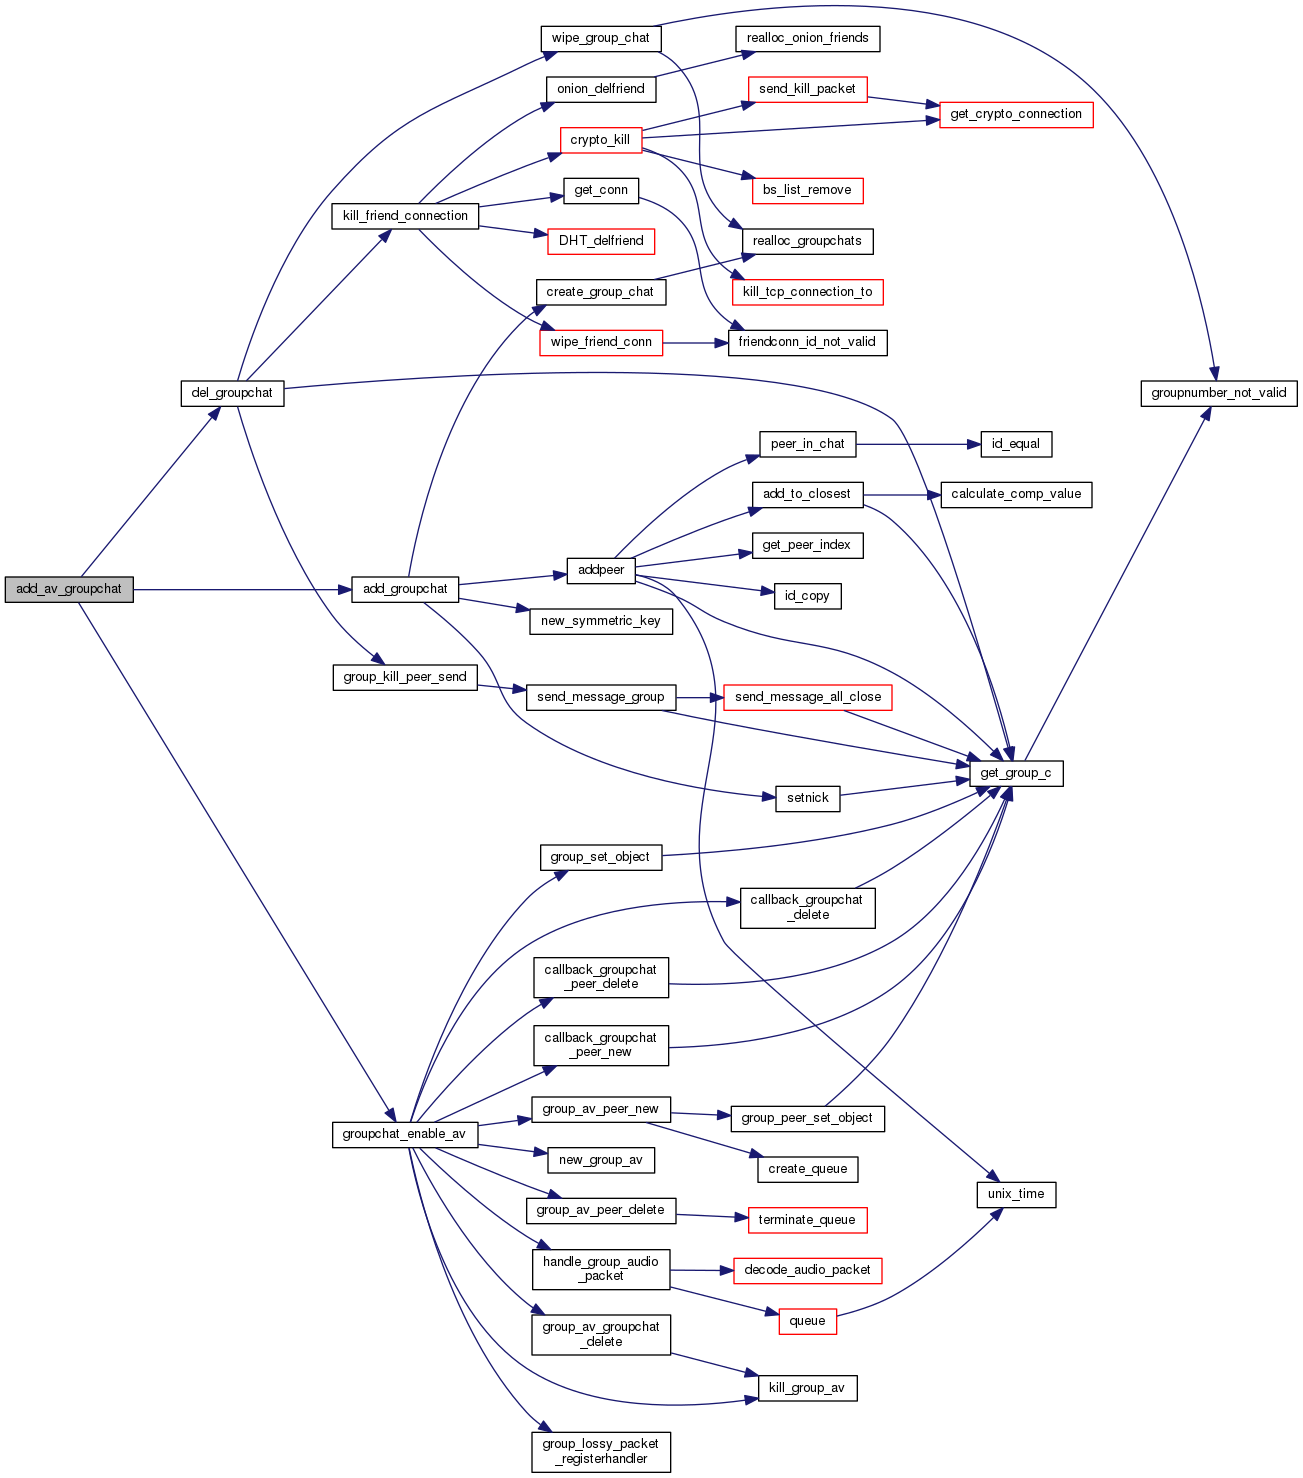 wipe_group_chat
realloc_onion_friends
onion_delfriend
send_kill_packet
get_crypto_connection
crypto_kill
get_conn
bs_list_remove
kill_friend_connection
DHT_delfriend
realloc_groupchats
create_group_chat
kill_tcp_connection_to
wipe_friend_conn
friendconn_id_not_valid
del_groupchat
groupnumber_not_valid
peer_in_chat
id_equal
add_to_closest
calculate_comp_value
get_peer_index
addpeer
add_av_groupchat
add_groupchat
id_copy
new_symmetric_key
group_kill_peer_send
send_message_group
send_message_all_close
get_group_c
setnick
group_set_object
callback_groupchat
_delete
callback_groupchat
_peer_delete
callback_groupchat
_peer_new
group_av_peer_new
group_peer_set_object
groupchat_enable_av
new_group_av
create_queue
unix_time
group_av_peer_delete
terminate_queue
handle_group_audio
_packet
decode_audio_packet
queue
group_av_groupchat
_delete
kill_group_av
group_lossy_packet
_registerhandler